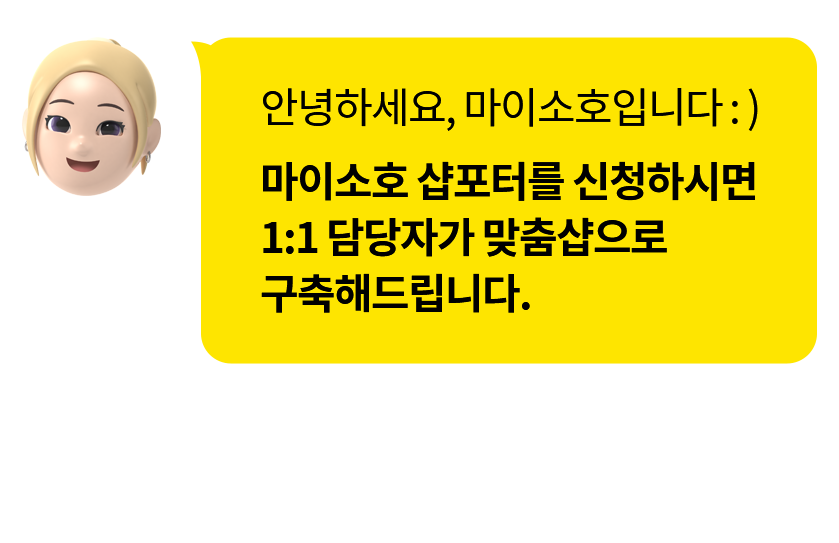 안녕하세요, 마이소호입니다 : )
마이소호 샵포터를 신청하시면
1:1 담당자가 맞춤샵으로
구축해드립니다.